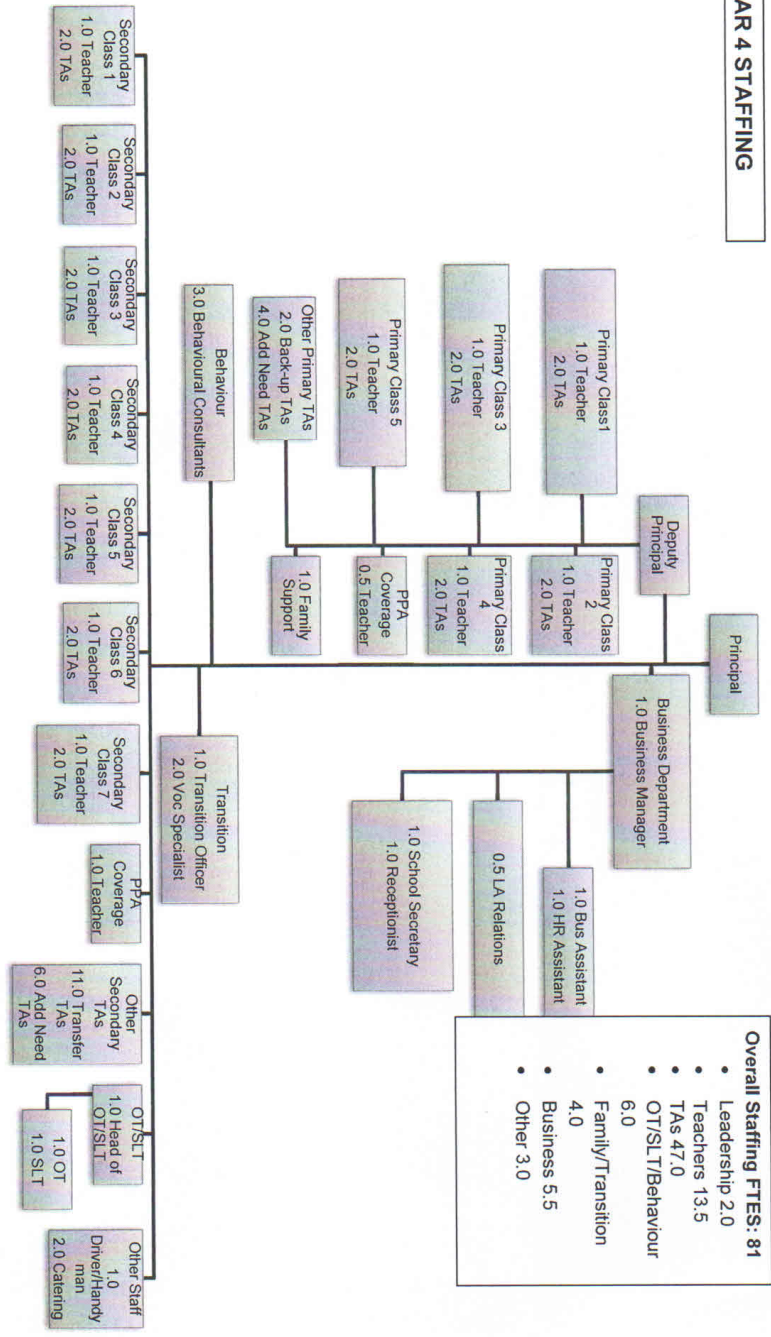 AR 4 STAFFING
Principal
Deputy
Principal
Business Department
1.0 Business Manager
Primary Class1
1.0 Teacher
2.0 TAs
Primary Class
2
1.0 Teacher
2.0 TAs
Primary Class 3
1.0 Teacher
2.0 TAs
Primary Class
4
1.0 Teacher
2.0 TAs
Primary Class 5
1.0 Teacher
2.0 TAs
PPA
Coverage
0.5 Teacher
Other Primary TAs
2.0 Back-up TAs
4.0 Add Need TAs
1.0 Family
Support
1.0 Bus Assistant
1.0 HR Assistant
0.5 LA Relations
1.0 School Secretary
1.0 Receptionist
Overall Staffing FTES: 81
• Leadership 2.0
• Teachers 13.5
• TAs 47.0
• OT/SLT/Behaviour
6.0
• Family/Transition
4.0
• Business 5.5
• Other 3.0
Behaviour
3.0 Behavioural Consultants
Transition
1.0 Transition Officer
2.0 Voc Specialist
Secondary
Class 1
1.0 Teacher
2.0 TAs
Secondary
Class 2
1.0 Teacher
2.0 TAs
Secondary
Class 3
1.0 Teacher
2.0 TAs
Secondary
Class 4
1.0 Teacher
2.0 TAs
Secondary
Class 5
1.0 Teacher
2.0 TAs
Secondary
Class 6
1.0 Teacher
2.0 TAs
Secondary
Class 7
1.0 Teacher
2.0 TAs
PPA
Coverage
1.0 Teacher
Other
Secondary
TAs
11.0 Transfer
TAs
6.0 Add Need
TAs
OT/SLT
1.0 Head of
OT/SLT
1.0 OT
1.0 SLT
Other Staff
1.0
Driver/Handy
man
2.0 Catering